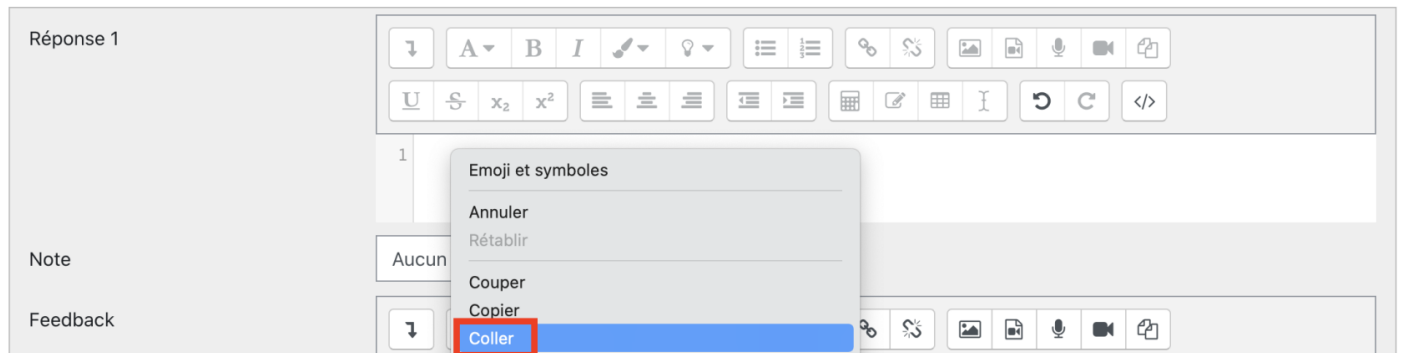 Réponse 1
A B I
U S x₂ x²
</>
1
Emoji et symboles
Annuler
Rétablir
Note
Aucun
Couper
Copier
Feedback
Coller